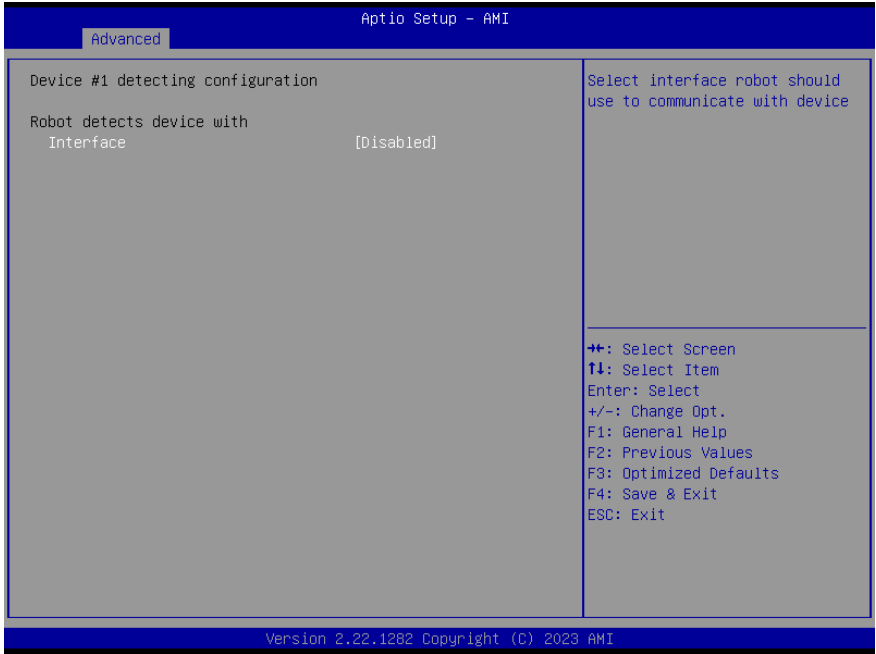 Aptio Setup – AMI
Advanced
Device #1 detecting configuration
Robot detects device with
Interface [Disabled]
Select interface robot should
use to communicate with device
→←: Select Screen
↑↓: Select Item
Enter: Select
+/-: Change Opt.
F1: General Help
F2: Previous Values
F3: Optimized Defaults
F4: Save & Exit
ESC: Exit
Version 2.22.1282 Copyright (C) 2023 AMI